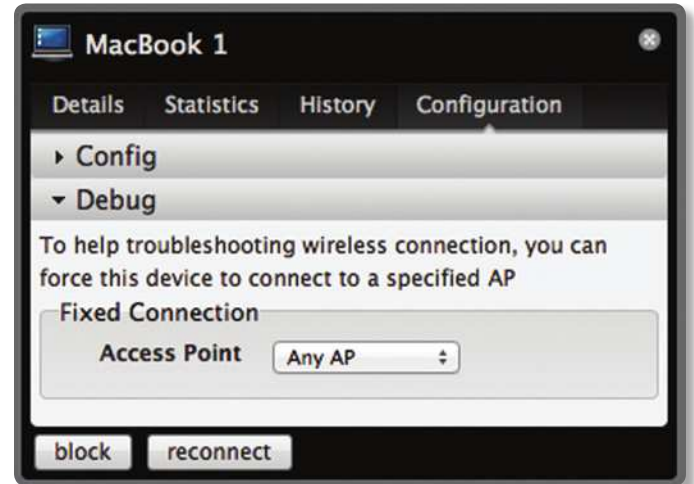 MacBook 1
Details Statistics History Configuration
Config
Debug
To help troubleshooting wireless connection, you can
force this device to connect to a specified AP
Fixed Connection
Access Point Any AP
block reconnect